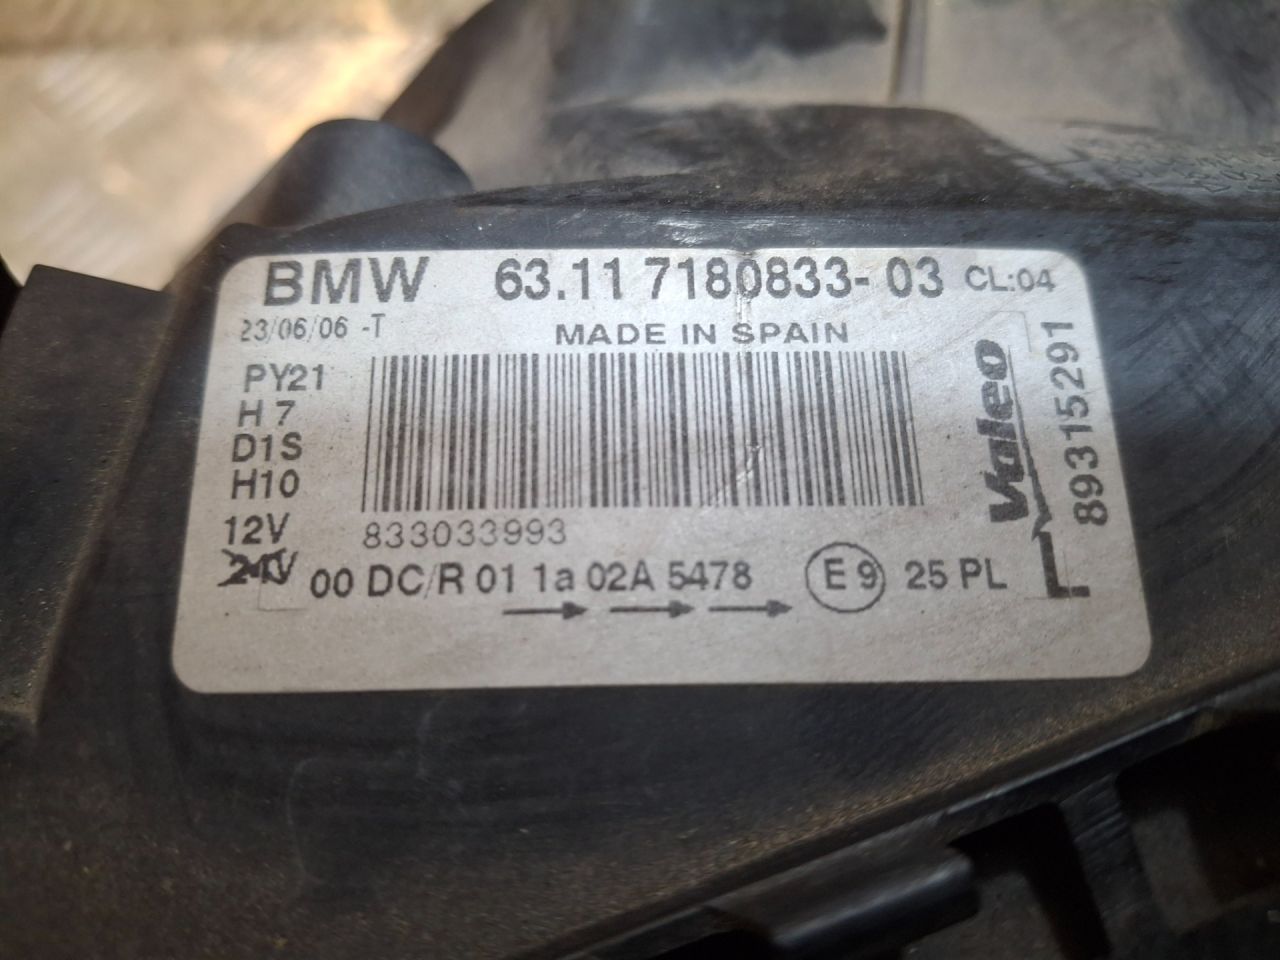 BMW 63.11 7180833-03 CL:04
23/06/06 -T
MADE IN SPAIN
PY21
H7
D1S
H10
12V
24V
833033993
00 DC/R 01 1a 02A 5478 E9 25 PL
Valeo
89315291
L